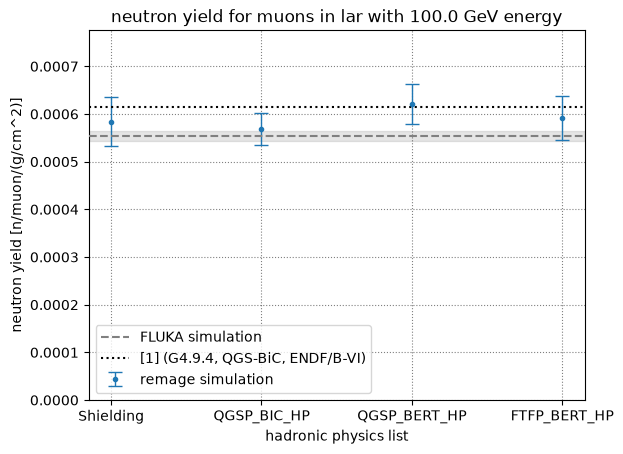 neutron yield for muons in lar with 100.0 GeV energy
neutron yield [n/muon/(g/cm^2)]
0.0007
0.0006
0.0005
0.0004
0.0003
0.0002
0.0001
0.0000
FLUKA simulation
[1] (G4.9.4, QGS-BiC, ENDF/B-VI)
remage simulation
Shielding QGSP_BIC_HP QGSP_BERT_HP FTFP_BERT_HP
hadronic physics list